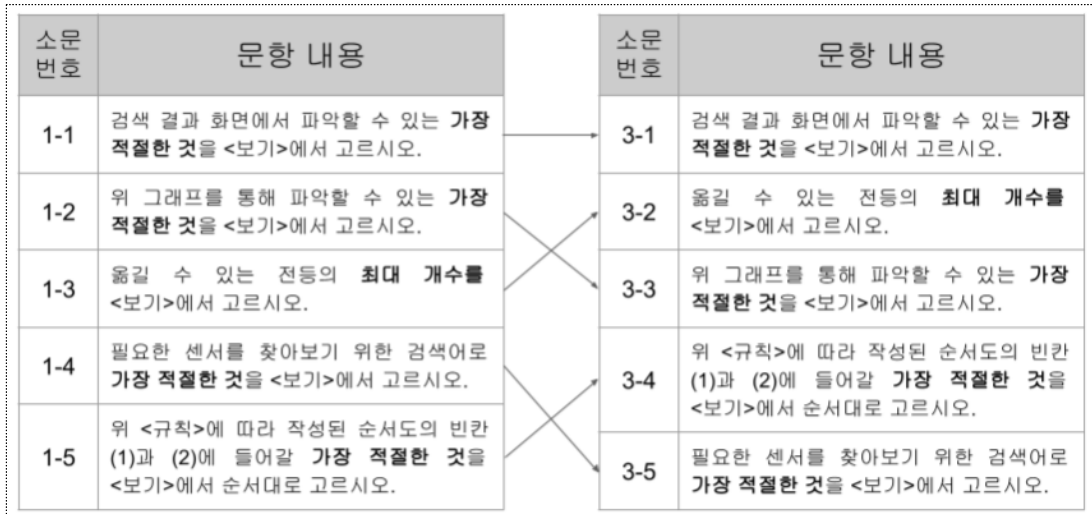 소문
번호
문항 내용
1-1
검색 결과 화면에서 파악할 수 있는 가장
적절한 것을 <보기>에서 고르시오.
1-2
위 그래프를 통해 파악할 수 있는 가장
적절한 것을 <보기>에서 고르시오.
1-3
옮길 수 있는 전등의 최대 개수를
<보기>에서 고르시오.
1-4
필요한 센서를 찾아보기 위한 검색어로
가장 적절한 것을 <보기>에서 고르시오.
1-5
위 <규칙>에 따라 작성된 순서도의 빈칸
(1)과 (2)에 들어갈 가장 적절한 것을
<보기>에서 순서대로 고르시오.
소문
번호
문항 내용
3-1
검색 결과 화면에서 파악할 수 있는 가장
적절한 것을 <보기>에서 고르시오.
3-2
옮길 수 있는 전등의 최대 개수를
<보기>에서 고르시오.
3-3
위 그래프를 통해 파악할 수 있는 가장
적절한 것을 <보기>에서 고르시오.
3-4
위 <규칙>에 따라 작성된 순서도의 빈칸
(1)과 (2)에 들어갈 가장 적절한 것을
<보기>에서 순서대로 고르시오.
3-5
필요한 센서를 찾아보기 위한 검색어로
가장 적절한 것을 <보기>에서 고르시오.